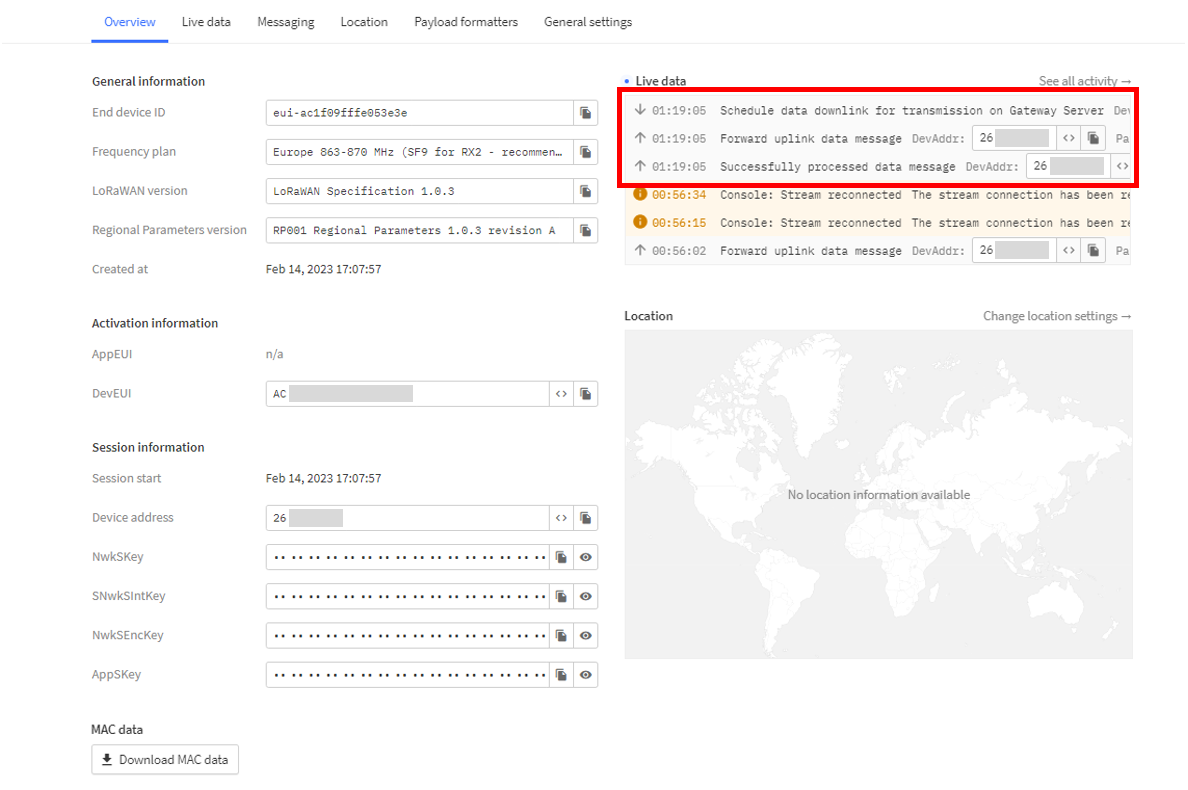 Overview Live data Messaging Location Payload formatters General settings
General information
End device ID eui-ac1f09fffe053e3e
Frequency plan Europe 863-870 MHz (SF9 for RX2 - recommen…
LoRaWAN version LoRaWAN Specification 1.0.3
Regional Parameters version RP001 Regional Parameters 1.0.3 revision A
Created at Feb 14, 2023 17:07:57
Activation information
AppEUI n/a
DevEUI AC
Session information
Session start Feb 14, 2023 17:07:57
Device address 26
NwkSKey
SNwkSIntKey
NwkSEncKey
AppSKey
MAC data
Download MAC data
Live data See all activity →
↓ 01:19:05 Schedule data downlink for transmission on Gateway Server Dev
↑ 01:19:05 Forward uplink data message DevAddr: 26 <> Pa
↑ 01:19:05 Successfully processed data message DevAddr: 26 <>
00:56:34 Console: Stream reconnected The stream connection has been re
00:56:15 Console: Stream reconnected The stream connection has been re
↑ 00:56:02 Forward uplink data message DevAddr: 26 <> Pa
Location Change location settings →
No location information available